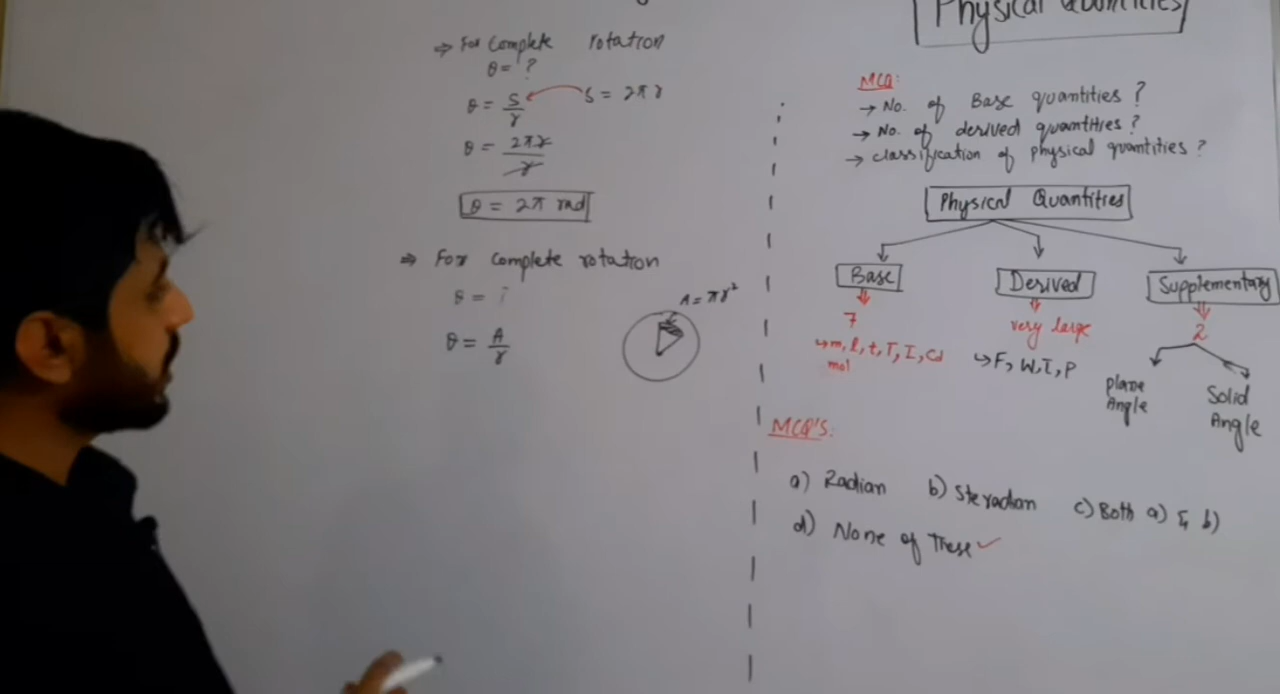 ⇒ For Complete rotation
θ = ?
θ = S/r S = 2πr
θ = 2πr/r
θ = 2π rad
⇒ For Complete rotation
θ = ?
A = πr²
θ = A/r
Physical Quantities
MCQ:
→ No. of Base quantities ?
→ No. of derived quantities ?
→ classification of physical quantities ?
Physical Quantities
Base Derived Supplementary
7 very large 2
m, l, t, T, I, Cd
mol
F, W, τ, P
Plane
Angle
Solid
Angle
MCQ'S:
a) Radian b) Steradian c) Both a) & b)
d) None of These ✓